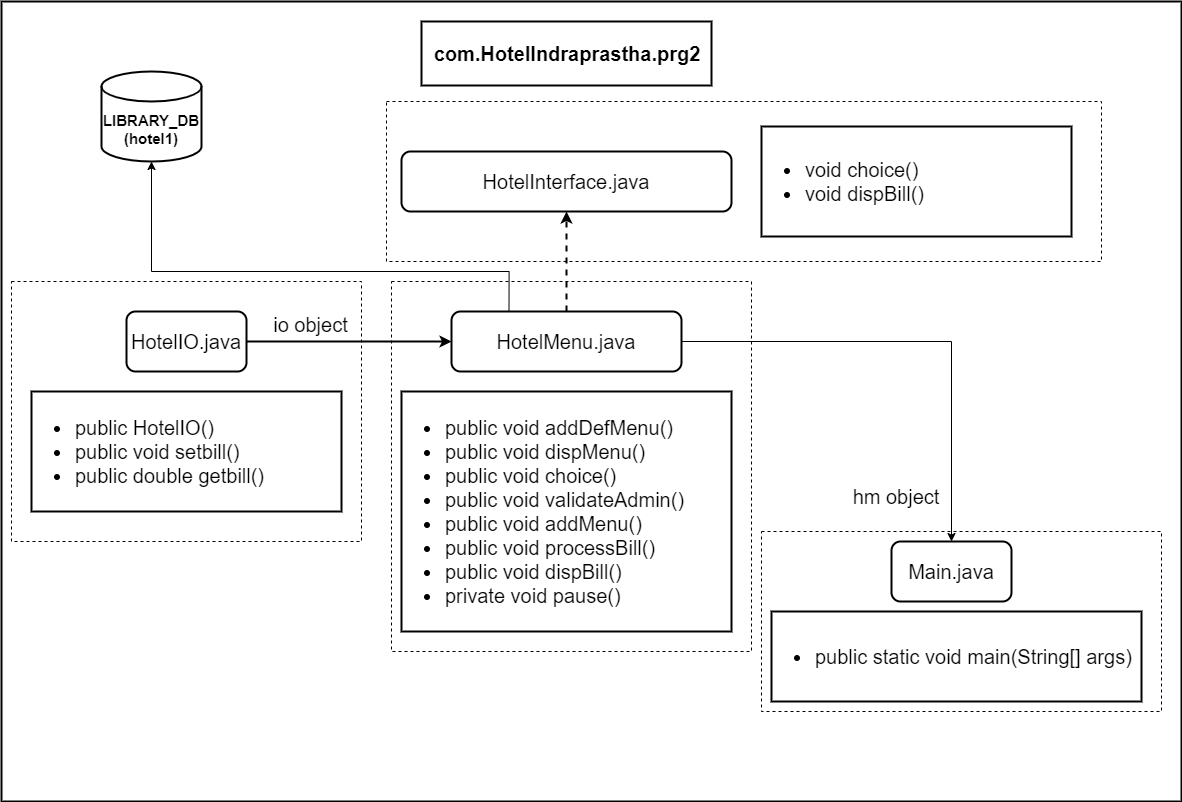 com.HotelIndraprastha.prg2
LIBRARY_DB
(hotel1)
HotelInterface.java
• void choice()
• void dispBill()
HotelIO.java
io object
HotelMenu.java
• public HotelIO()
• public void setbill()
• public double getbill()
• public void addDefMenu()
• public void dispMenu()
• public void choice()
• public void validateAdmin()
• public void addMenu()
• public void processBill()
• public void dispBill()
• private void pause()
hm object
Main.java
• public static void main(String[] args)